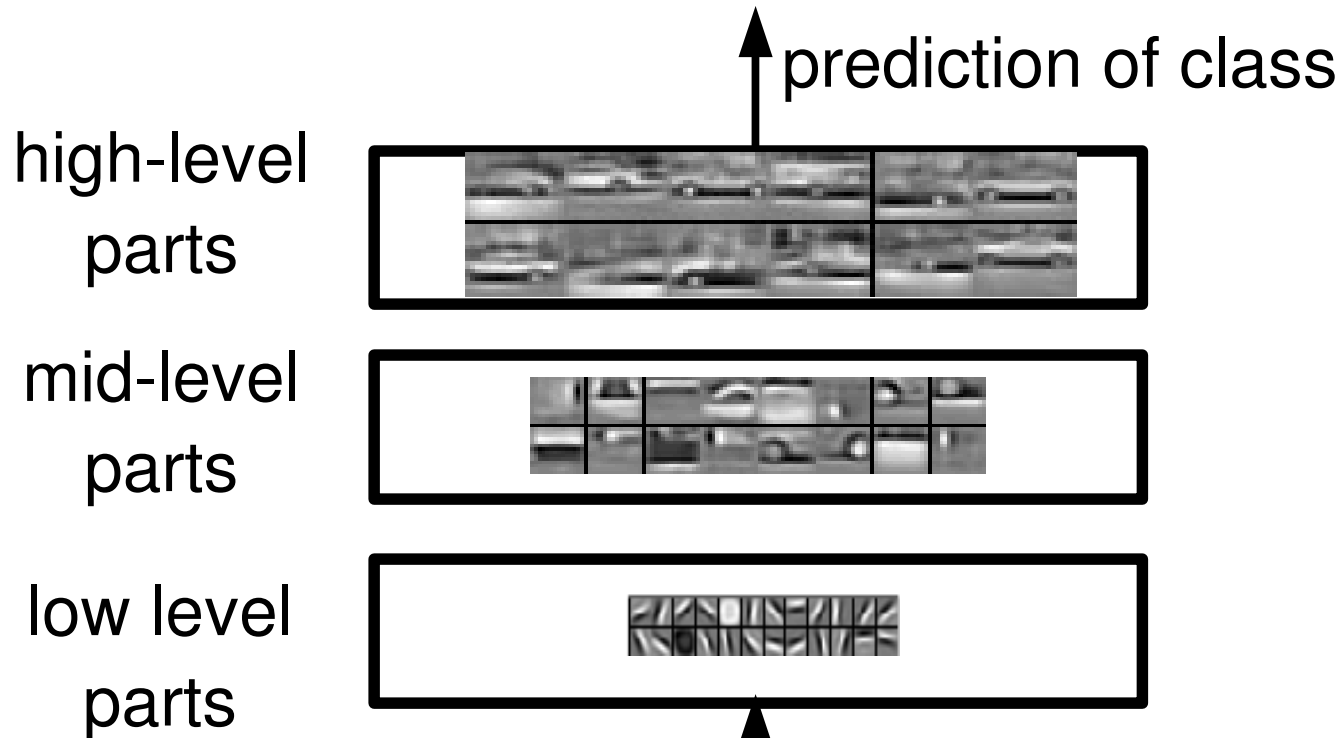 prediction of class
high-level
parts
mid-level
parts
low level
parts